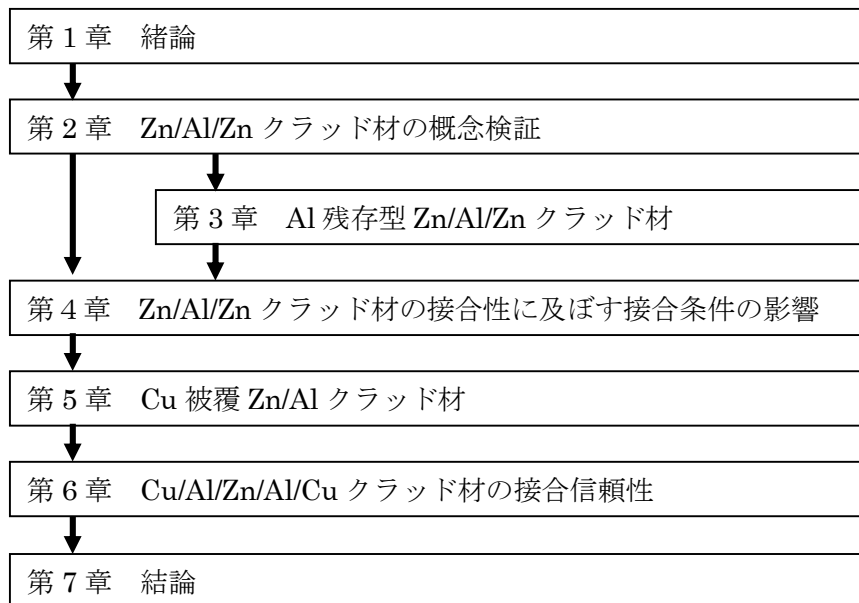 第1章　緒論
第2章　Zn/Al/Zn クラッド材の概念検証
第3章　Al 残存型 Zn/Al/Zn クラッド材
第4章　Zn/Al/Zn クラッド材の接合性に及ぼす接合条件の影響
第5章　Cu 被覆 Zn/Al クラッド材
第6章　Cu/Al/Zn/Al/Cu クラッド材の接合信頼性
第7章　結論